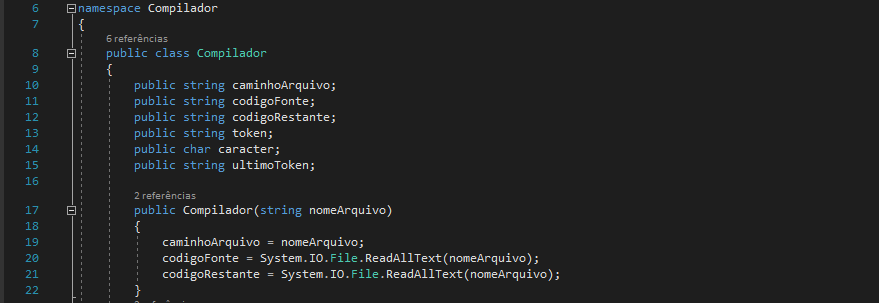 6 namespace Compilador
7 {
6 referências
8 public class Compilador
9 {
10 public string caminhoArquivo;
11 public string codigoFonte;
12 public string codigoRestante;
13 public string token;
14 public char caracter;
15 public string ultimoToken;
16
2 referências
17 public Compilador(string nomeArquivo)
18 {
19 caminhoArquivo = nomeArquivo;
20 codigoFonte = System.IO.File.ReadAllText(nomeArquivo);
21 codigoRestante = System.IO.File.ReadAllText(nomeArquivo);
22 }